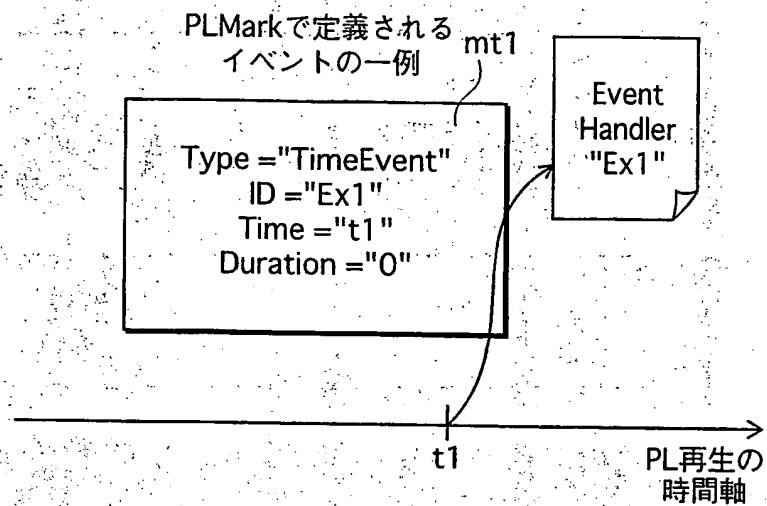 PLMarkで定義される
イベントの一例
mt1
Type ="TimeEvent"
ID ="Ex1"
Time ="t1"
Duration ="0"
Event
Handler
"Ex1"
t1
PL再生の
時間軸